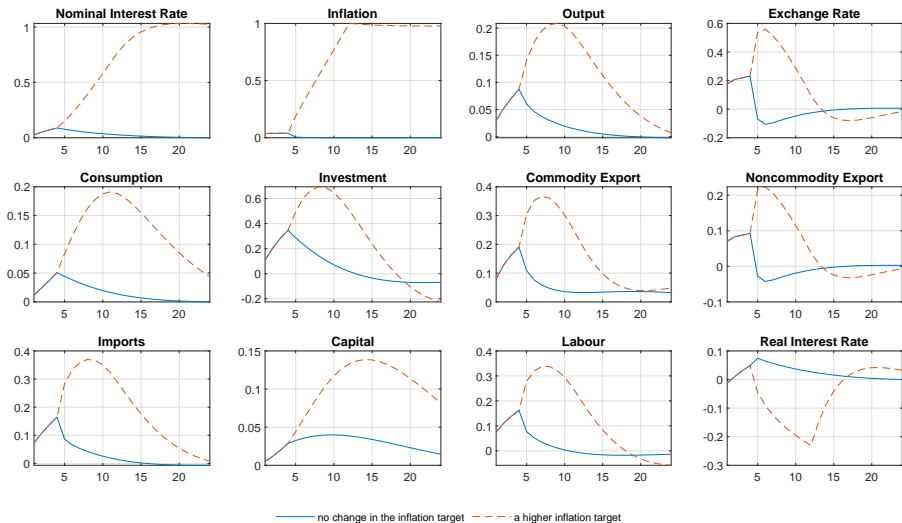 Nominal Interest Rate
1
0.5
0
5 10 15 20
Inflation
1
0.5
0
5 10 15 20
Output
0.2
0.15
0.1
0.05
0
5 10 15 20
Exchange Rate
0.6
0.4
0.2
0
-0.2
5 10 15 20
Consumption
0.2
0.15
0.1
0.05
0
5 10 15 20
Investment
0.6
0.4
0.2
0
-0.2
5 10 15 20
Commodity Export
0.4
0.3
0.2
0.1
0
5 10 15 20
Noncommodity Export
0.2
0.1
0
-0.1
5 10 15 20
Imports
0.4
0.3
0.2
0.1
0
5 10 15 20
Capital
0.15
0.1
0.05
0
5 10 15 20
Labour
0.4
0.3
0.2
0.1
0
5 10 15 20
Real Interest Rate
0.1
0
-0.1
-0.2
-0.3
5 10 15 20
no change in the inflation target a higher inflation target